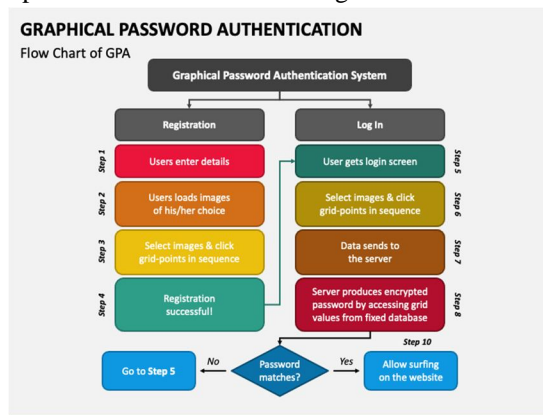 GRAPHICAL PASSWORD AUTHENTICATION
Flow Chart of GPA
Graphical Password Authentication System
Registration
Log In
Step 1
Users enter details
User gets login screen
Step 5
Step 2
Users loads images
of his/her choice
Select images & click
grid-points in sequence
Step 6
Step 3
Select images & click
grid-points in sequence
Data sends to
the server
Step 7
Step 4
Registration
successful!
Server produces encrypted
password by accessing grid
values from fixed database
Step 8
Step 10
Go to Step 5
No
Password
matches?
Yes
Allow surfing
on the website